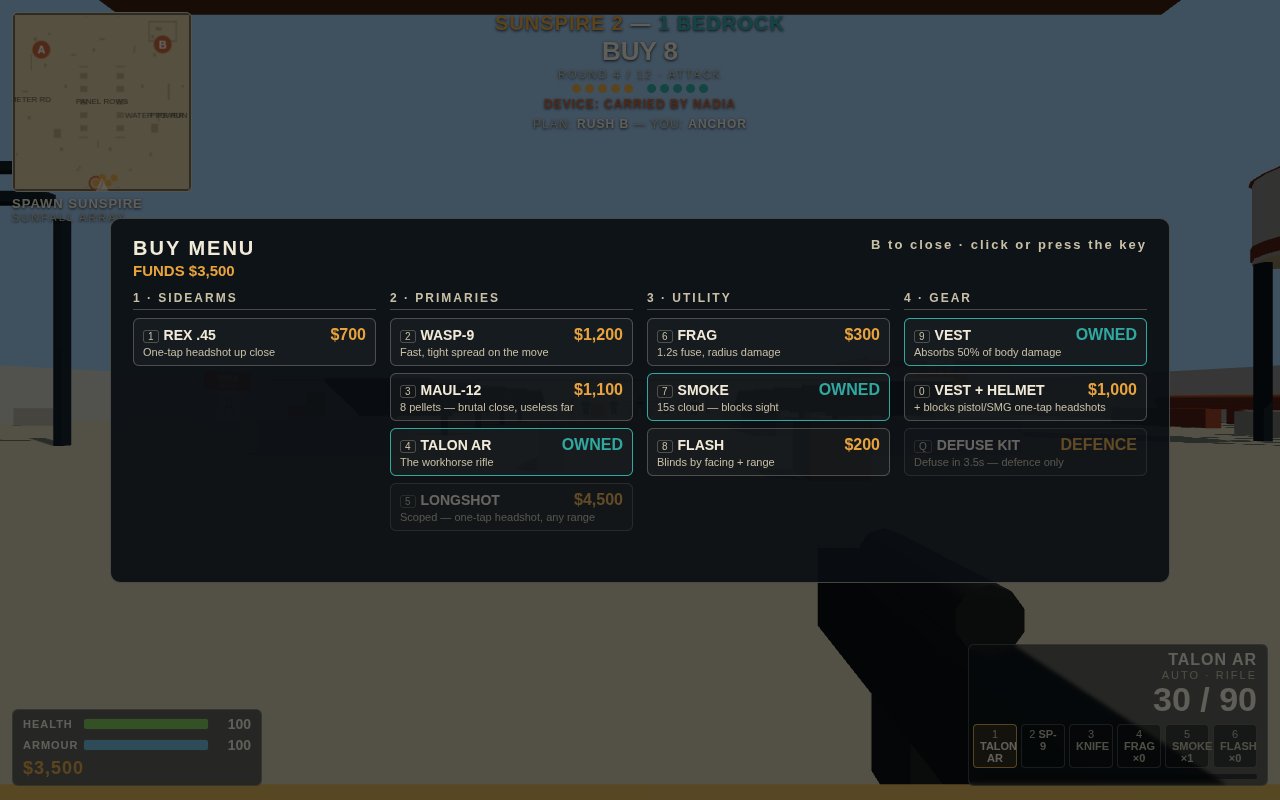 SUNSPIRE 2 — 1 BEDROCK
BUY 8
ROUND 4 / 12 · ATTACK
DEVICE: CARRIED BY NADIA
PLAN: RUSH B — YOU: ANCHOR
A
B
PANEL ROWS
SPAWN SUNSPIRE
SUNFALL ARRAY
BUY MENU
FUNDS $3,500
B to close · click or press the key
1 · SIDEARMS
1 REX .45 $700
One-tap headshot up close
2 · PRIMARIES
2 WASP-9 $1,200
Fast, tight spread on the move
3 MAUL-12 $1,100
8 pellets — brutal close, useless far
4 TALON AR OWNED
The workhorse rifle
5 LONGSHOT $4,500
Scoped — one-tap headshot, any range
3 · UTILITY
6 FRAG $300
1.2s fuse, radius damage
7 SMOKE OWNED
15s cloud — blocks sight
8 FLASH $200
Blinds by facing + range
4 · GEAR
9 VEST OWNED
Absorbs 50% of body damage
0 VEST + HELMET $1,000
+ blocks pistol/SMG one-tap headshots
Q DEFUSE KIT DEFENCE
Defuse in 3.5s — defence only
HEALTH 100
ARMOUR 100
$3,500
TALON AR
AUTO · RIFLE
30 / 90
1 TALON AR
2 SP-9
3 KNIFE
4 FRAG ×0
5 SMOKE ×1
6 FLASH ×0